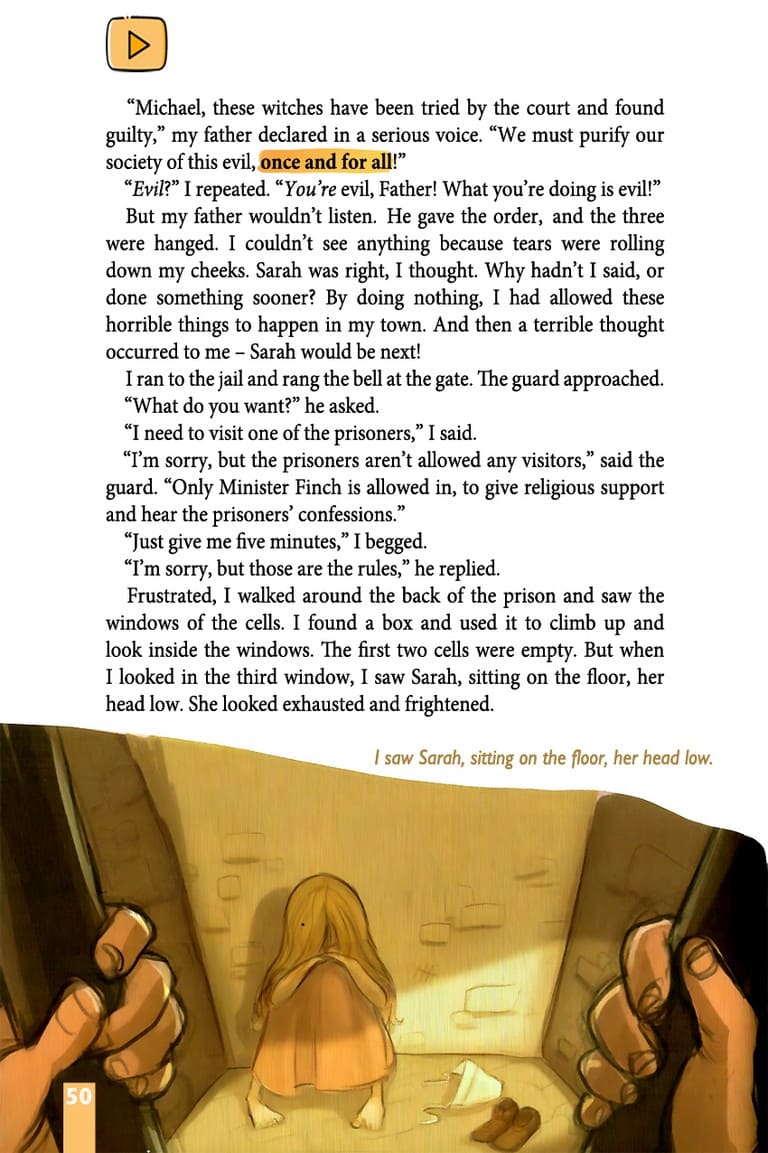 “Michael, these witches have been tried by the court and found
guilty,” my father declared in a serious voice. “We must purify our
society of this evil, once and for all!”
“Evil?” I repeated. “You’re evil, Father! What you’re doing is evil!”
But my father wouldn’t listen. He gave the order, and the three
were hanged. I couldn’t see anything because tears were rolling
down my cheeks. Sarah was right, I thought. Why hadn’t I said, or
done something sooner? By doing nothing, I had allowed these
horrible things to happen in my town. And then a terrible thought
occurred to me – Sarah would be next!
I ran to the jail and rang the bell at the gate. The guard approached.
“What do you want?” he asked.
“I need to visit one of the prisoners,” I said.
“I’m sorry, but the prisoners aren’t allowed any visitors,” said the
guard. “Only Minister Finch is allowed in, to give religious support
and hear the prisoners’ confessions.”
“Just give me five minutes,” I begged.
“I’m sorry, but those are the rules,” he replied.
Frustrated, I walked around the back of the prison and saw the
windows of the cells. I found a box and used it to climb up and
look inside the windows. The first two cells were empty. But when
I looked in the third window, I saw Sarah, sitting on the floor, her
head low. She looked exhausted and frightened.
I saw Sarah, sitting on the floor, her head low.
50